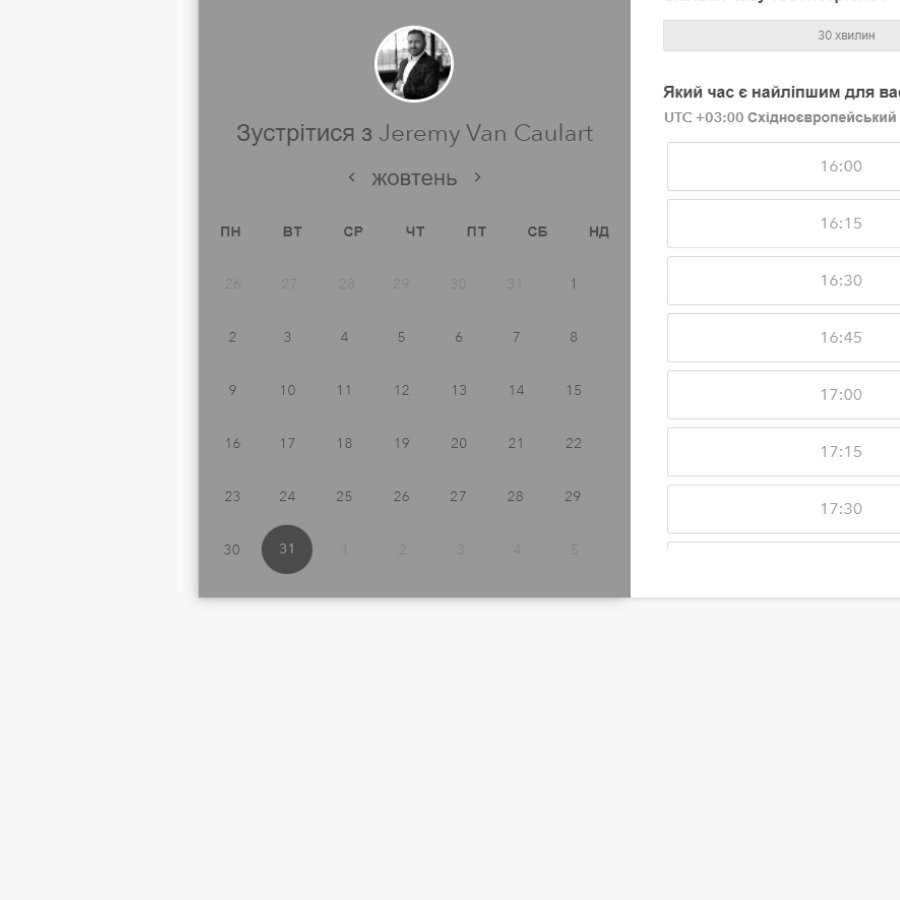 Зустрітися з Jeremy Van Caulart
жовтень
ПН ВТ СР ЧТ ПТ СБ НД
26 27 28 29 30 31 1
2 3 4 5 6 7 8
9 10 11 12 13 14 15
16 17 18 19 20 21 22
23 24 25 26 27 28 29
30 31 1 2 3 4 5
30 хвилин
Який час є найліпшим для ва
UTC +03:00 Східноєвропейський
16:00
16:15
16:30
16:45
17:00
17:15
17:30